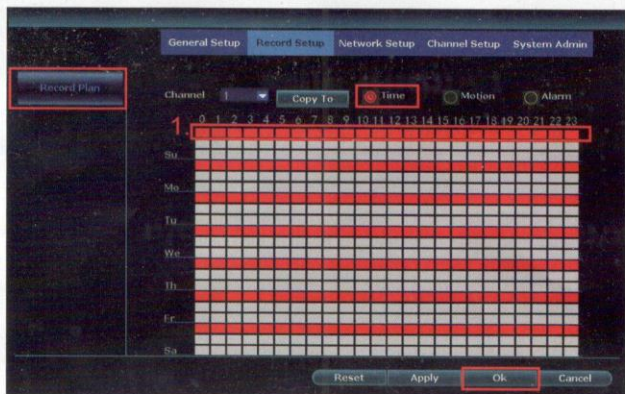 General Setup Record Setup Network Setup Channel Setup System Admin
Record Plan
Channel 1 Copy To Time Motion Alarm
0 1 2 3 4 5 6 7 8 9 10 11 12 13 14 15 16 17 18 19 20 21 22 23
1.
Su
Mo
Tu
We
Th
Fr
Sa
Reset Apply Ok Cancel